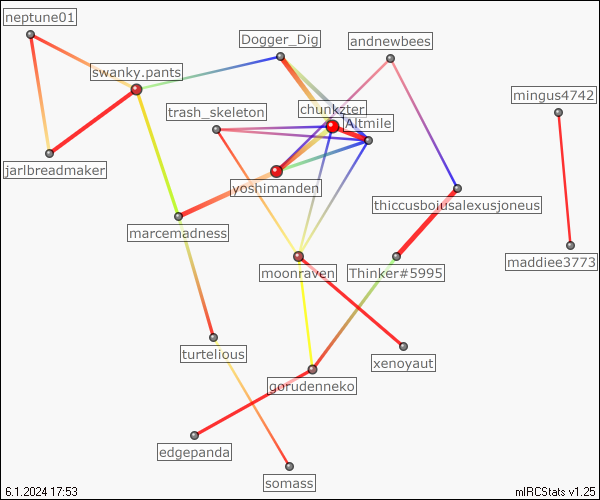 neptune01
Dogger_Dig
andnewbees
swanky.pants
mingus4742
trash_skeleton
chunkzter
Altmile
jarlbreadmaker
yoshimanden
thiccusboiusalexusjoneus
marcemadness
maddiee3773
moonraven
Thinker#5995
turtelious
xenoyaut
gorudenneko
edgepanda
somass
6.1.2024 17:53
mIRCStats v1.25